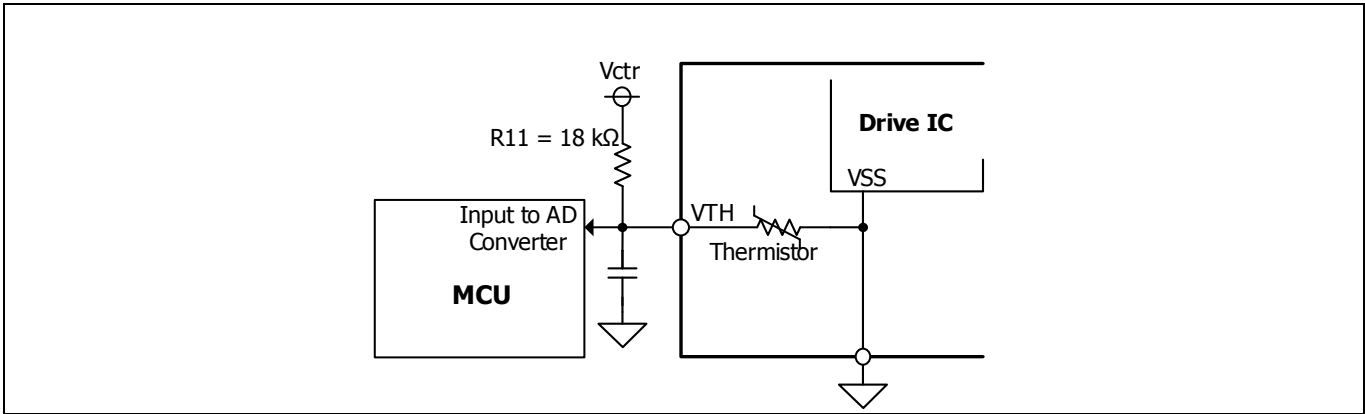 Vctr
R11 = 18 kΩ
Drive IC
VSS
Input to AD
Converter
VTH
Thermistor
MCU